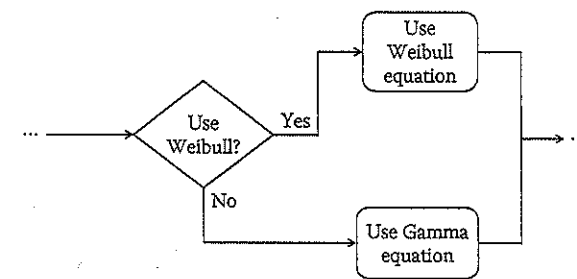 Use
Weibull
equation
...
Use
Weibull?
Yes
No
Use Gamma
equation